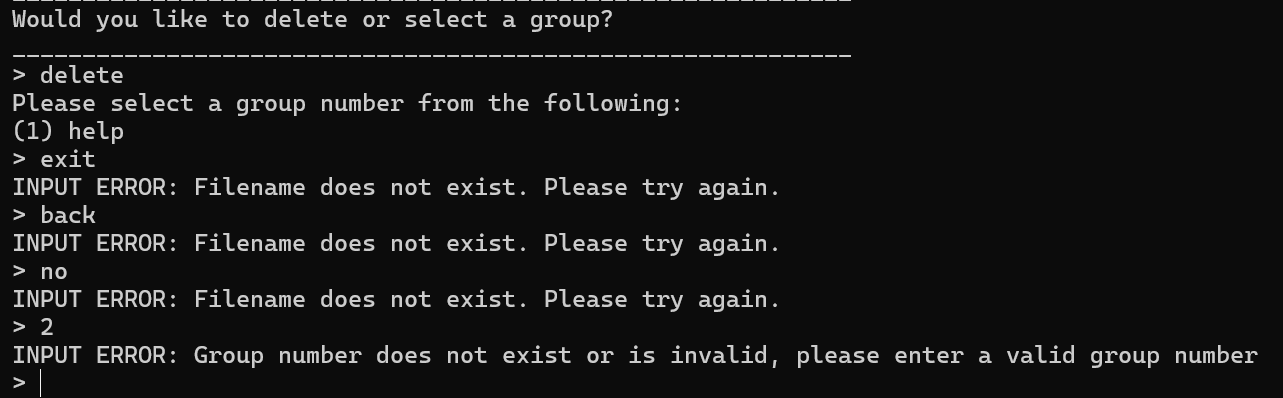 ____________________________________________________________
Would you like to delete or select a group?
____________________________________________________________
> delete
Please select a group number from the following:
(1) help
> exit
INPUT ERROR: Filename does not exist. Please try again.
> back
INPUT ERROR: Filename does not exist. Please try again.
> no
INPUT ERROR: Filename does not exist. Please try again.
> 2
INPUT ERROR: Group number does not exist or is invalid, please enter a valid group number
>